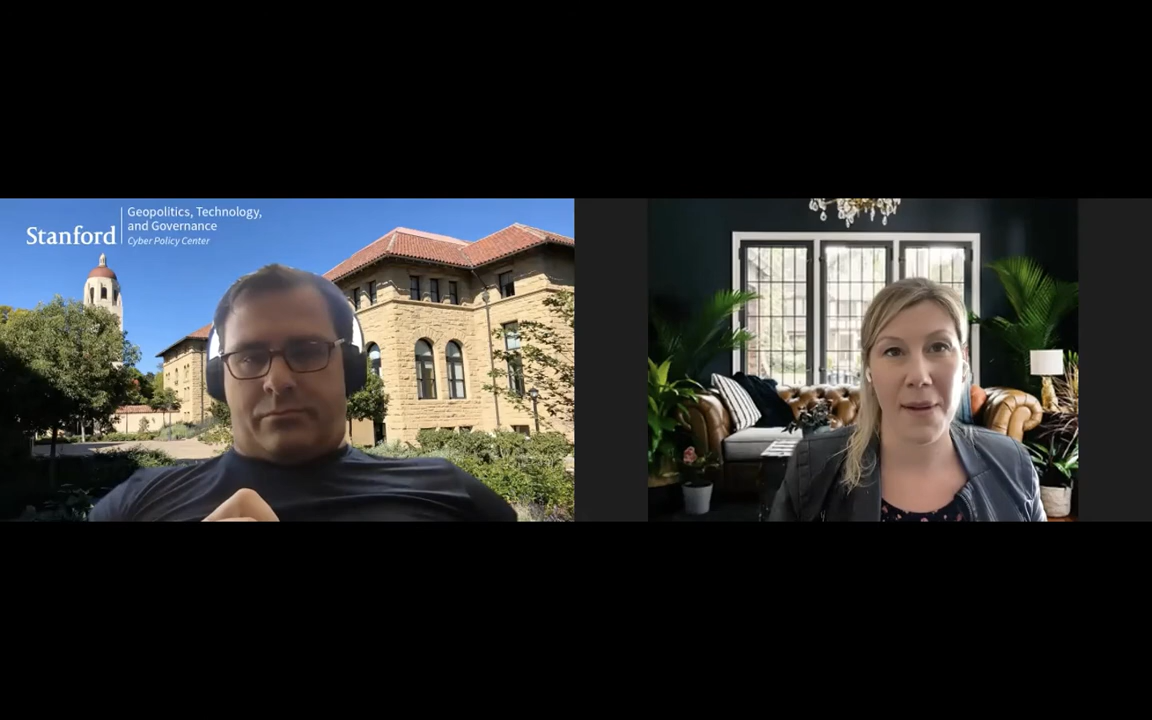 Stanford
Geopolitics, Technology,
and Governance
Cyber Policy Center